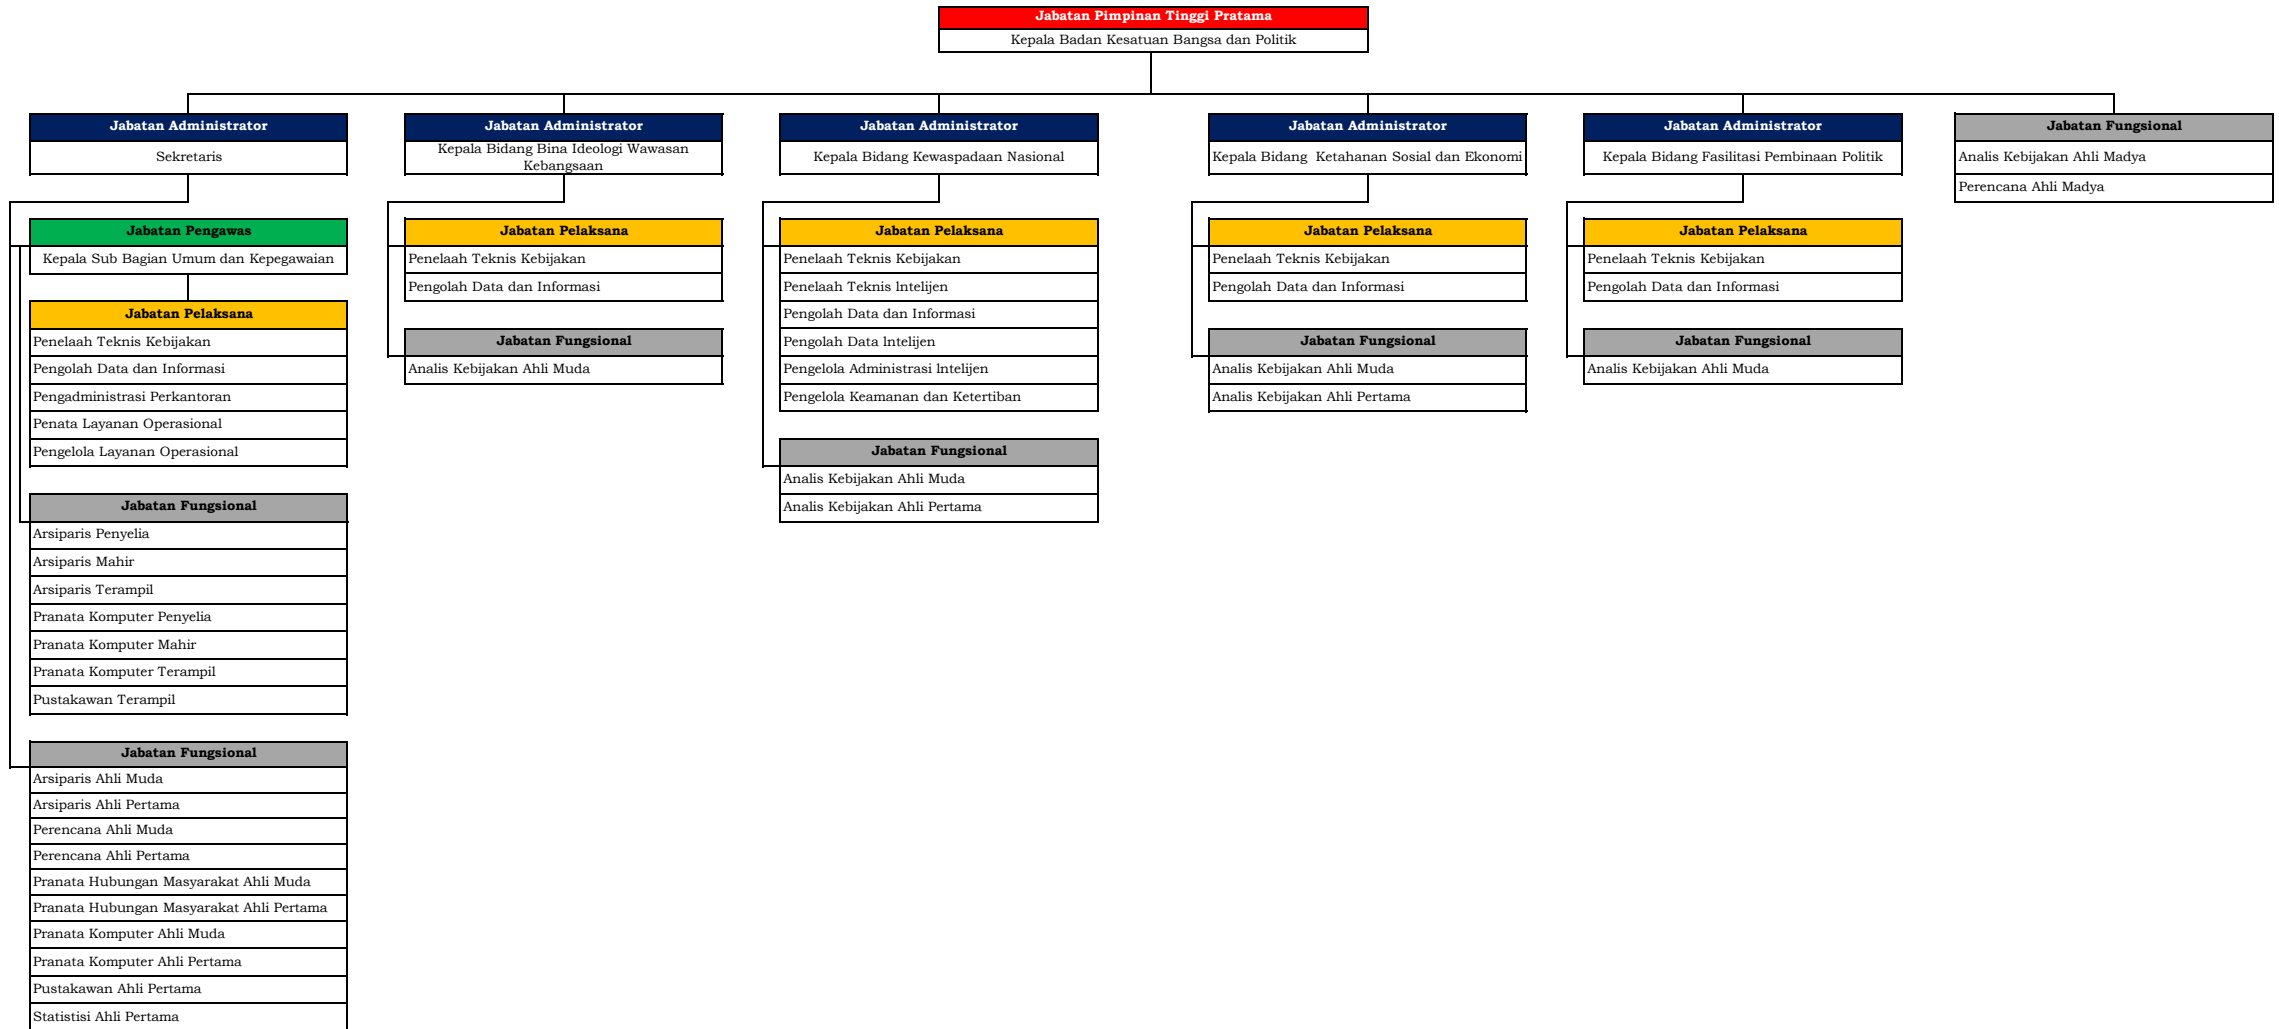 Jabatan Pimpinan Tinggi Pratama
Kepala Badan Kesatuan Bangsa dan Politik
Jabatan Administrator
Sekretaris
Jabatan Pengawas
Kepala Sub Bagian Umum dan Kepegawaian
Jabatan Pelaksana
Penelaah Teknis Kebijakan
Pengolah Data dan Informasi
Pengadministrasi Perkantoran
Penata Layanan Operasional
Pengelola Layanan Operasional
Jabatan Fungsional
Arsiparis Penyelia
Arsiparis Mahir
Arsiparis Terampil
Pranata Komputer Penyelia
Pranata Komputer Mahir
Pranata Komputer Terampil
Pustakawan Terampil
Jabatan Fungsional
Arsiparis Ahli Muda
Arsiparis Ahli Pertama
Perencana Ahli Muda
Perencana Ahli Pertama
Pranata Hubungan Masyarakat Ahli Muda
Pranata Hubungan Masyarakat Ahli Pertama
Pranata Komputer Ahli Muda
Pranata Komputer Ahli Pertama
Pustakawan Ahli Pertama
Statistisi Ahli Pertama
Jabatan Administrator
Kepala Bidang Bina Ideologi Wawasan
Kebangsaan
Jabatan Pelaksana
Penelaah Teknis Kebijakan
Pengolah Data dan Informasi
Jabatan Fungsional
Analis Kebijakan Ahli Muda
Jabatan Administrator
Kepala Bidang Kewaspadaan Nasional
Jabatan Pelaksana
Penelaah Teknis Kebijakan
Penelaah Teknis lntelijen
Pengolah Data dan Informasi
Pengolah Data lntelijen
Pengelola Administrasi lntelijen
Pengelola Keamanan dan Ketertiban
Jabatan Fungsional
Analis Kebijakan Ahli Muda
Analis Kebijakan Ahli Pertama
Jabatan Administrator
Kepala Bidang  Ketahanan Sosial dan Ekonomi
Jabatan Pelaksana
Penelaah Teknis Kebijakan
Pengolah Data dan Informasi
Jabatan Fungsional
Analis Kebijakan Ahli Muda
Analis Kebijakan Ahli Pertama
Jabatan Administrator
Kepala Bidang Fasilitasi Pembinaan Politik
Jabatan Pelaksana
Penelaah Teknis Kebijakan
Pengolah Data dan Informasi
Jabatan Fungsional
Analis Kebijakan Ahli Muda
Jabatan Fungsional
Analis Kebijakan Ahli Madya
Perencana Ahli Madya